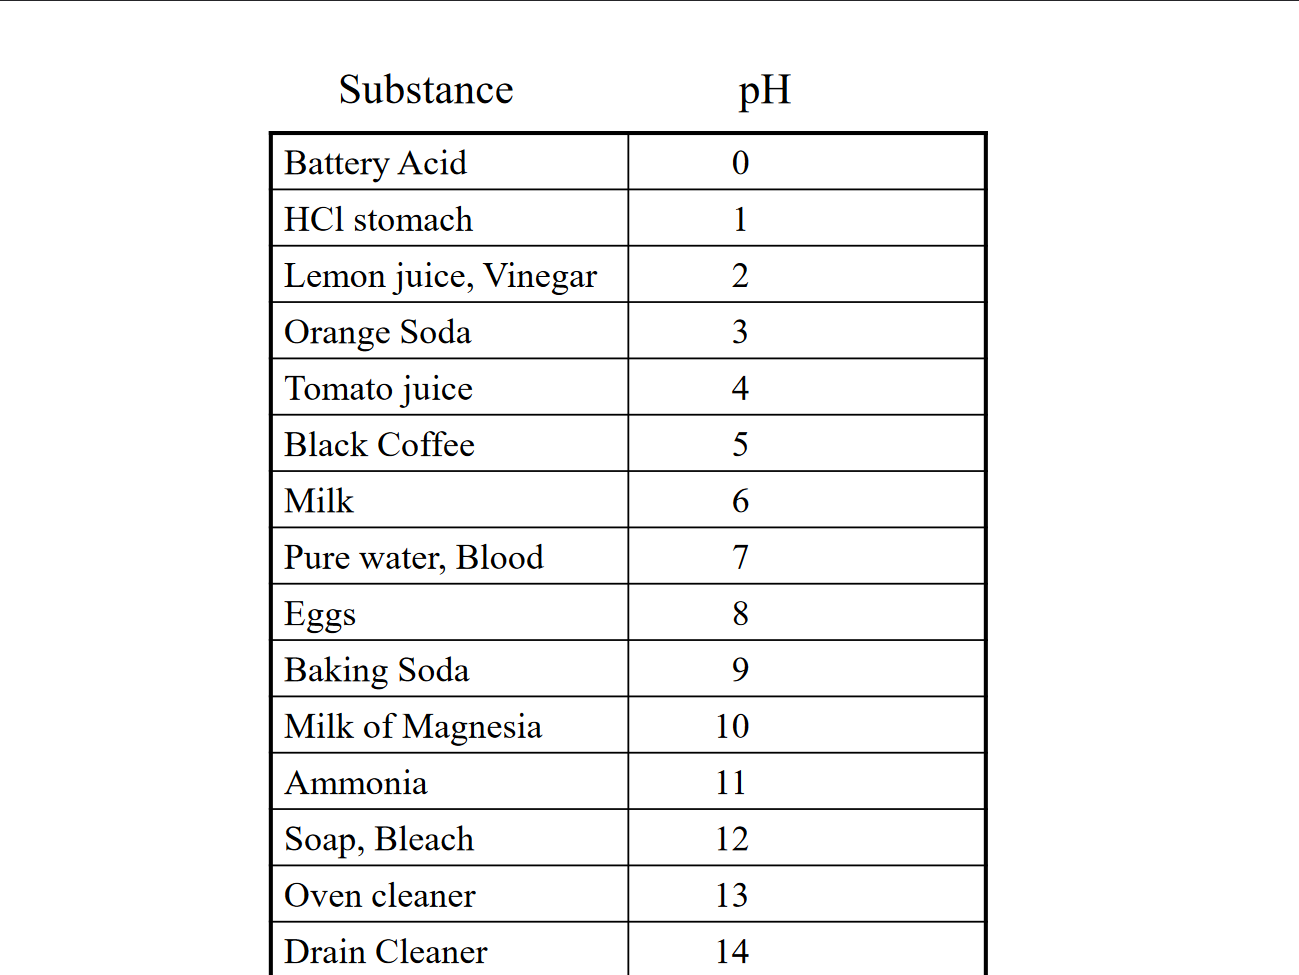 Substance pH
Battery Acid 0
HCl stomach 1
Lemon juice, Vinegar 2
Orange Soda 3
Tomato juice 4
Black Coffee 5
Milk 6
Pure water, Blood 7
Eggs 8
Baking Soda 9
Milk of Magnesia 10
Ammonia 11
Soap, Bleach 12
Oven cleaner 13
Drain Cleaner 14